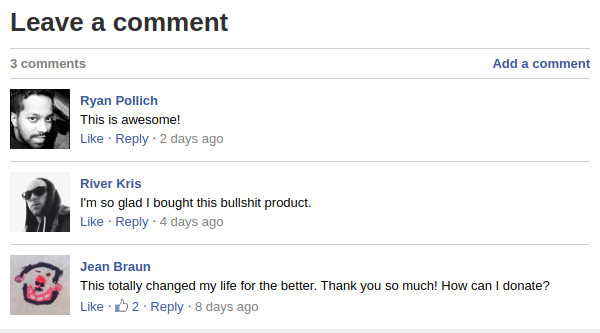 Leave a comment
3 comments Add a comment
Ryan Pollich
This is awesome!
Like · Reply · 2 days ago
River Kris
I'm so glad I bought this bullshit product.
Like · Reply · 4 days ago
Jean Braun
This totally changed my life for the better. Thank you so much! How can I donate?
Like · 2 · Reply · 8 days ago